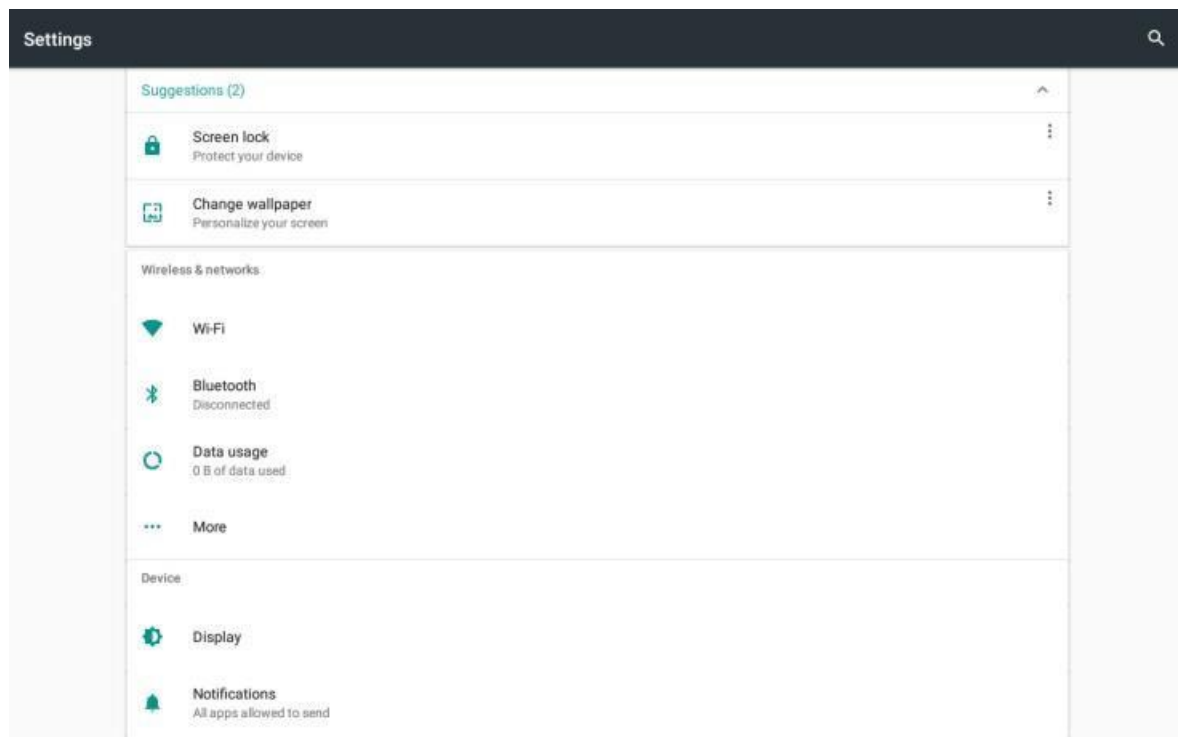 Settings
Suggestions (2)
Screen lock
Protect your device
Change wallpaper
Personalize your screen
Wireless & networks
Wi-Fi
Bluetooth
Disconnected
Data usage
0 B of data used
More
Device
Display
Notifications
All apps allowed to send